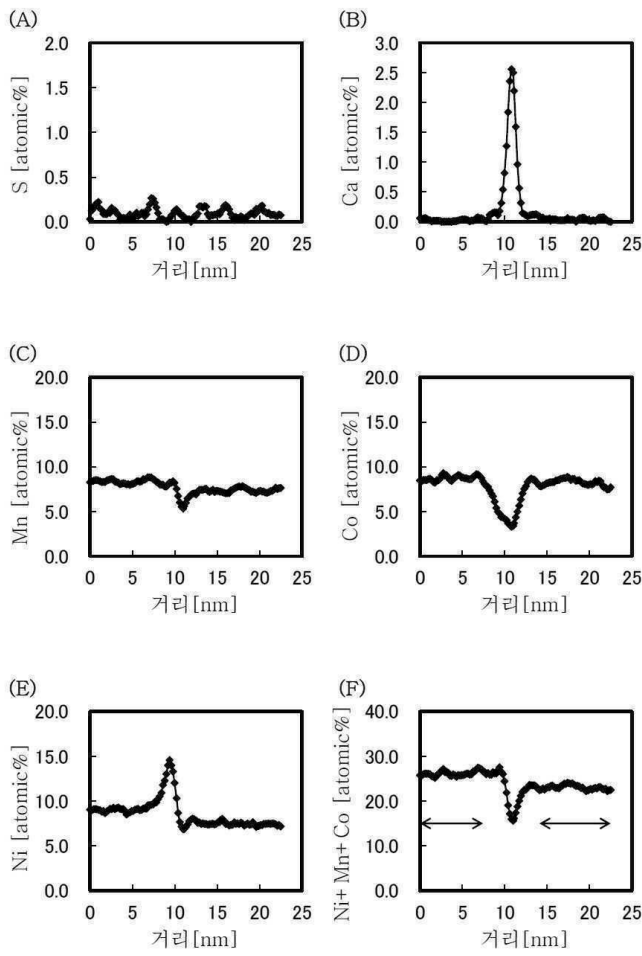 (A)
(B)
S [atomic%]
2.0
1.5
1.0
0.5
0.0
0 5 10 15 20 25
거리[nm]
Ca [atomic%]
3.0
2.5
2.0
1.5
1.0
0.5
0.0
0 5 10 15 20 25
거리[nm]
(C)
(D)
Mn [atomic%]
20.0
15.0
10.0
5.0
0.0
0 5 10 15 20 25
거리[nm]
Co [atomic%]
20.0
15.0
10.0
5.0
0.0
0 5 10 15 20 25
거리[nm]
(E)
(F)
Ni [atomic%]
20.0
15.0
10.0
5.0
0.0
0 5 10 15 20 25
거리[nm]
Ni+Mn+Co [atomic%]
40.0
30.0
20.0
10.0
0.0
0 5 10 15 20 25
거리[nm]